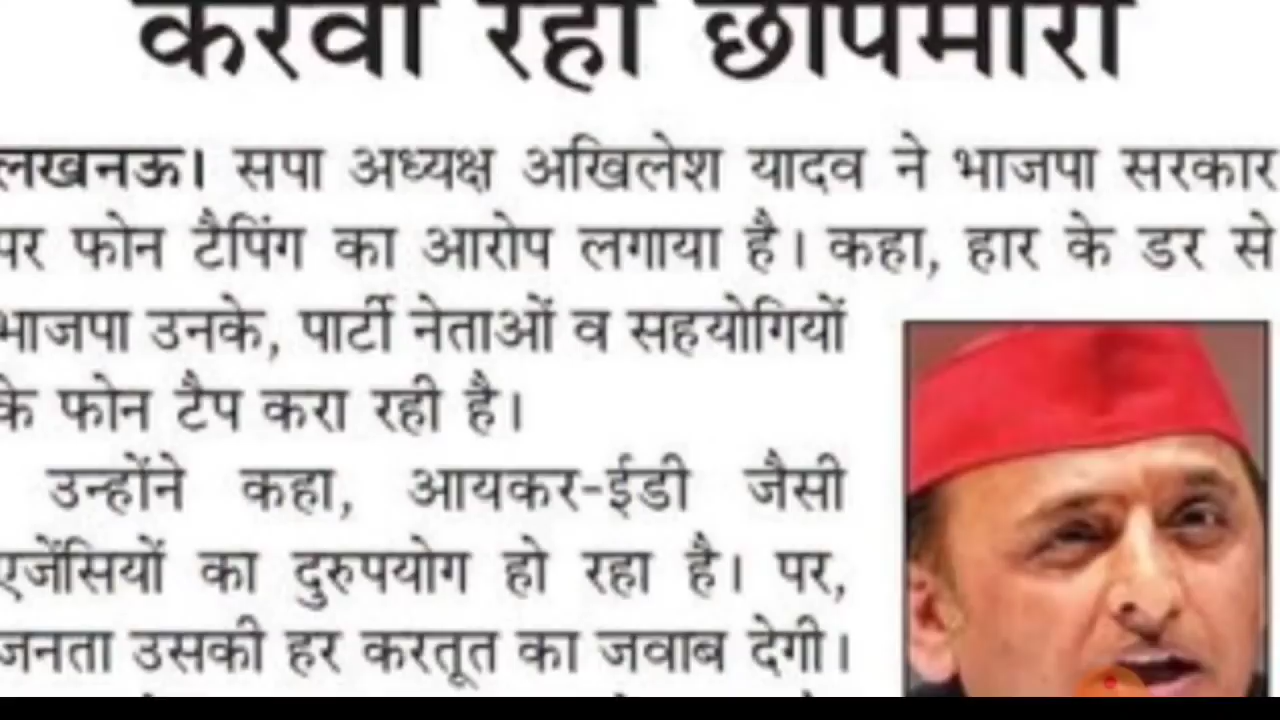 करवा रही छापेमारी
लखनऊ। सपा अध्यक्ष अखिलेश यादव ने भाजपा सरकार
पर फोन टैपिंग का आरोप लगाया है। कहा, हार के डर से
भाजपा उनके, पार्टी नेताओं व सहयोगियों
के फोन टैप करा रही है।
उन्होंने कहा, आयकर-ईडी जैसी
एजेंसियों का दुरुपयोग हो रहा है। पर,
जनता उसकी हर करतूत का जवाब देगी।